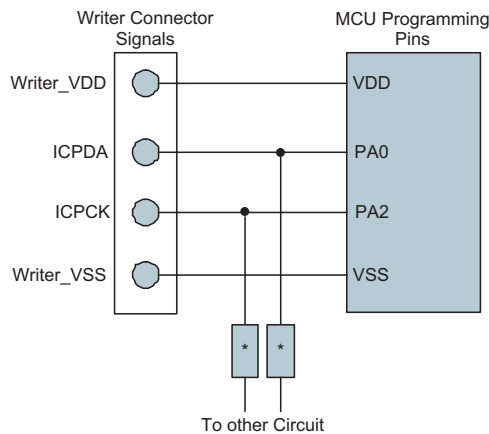 Writer Connector
Signals
MCU Programming
Pins
Writer_VDD
VDD
ICPDA
PA0
ICPCK
PA2
Writer_VSS
VSS
*
*
To other Circuit